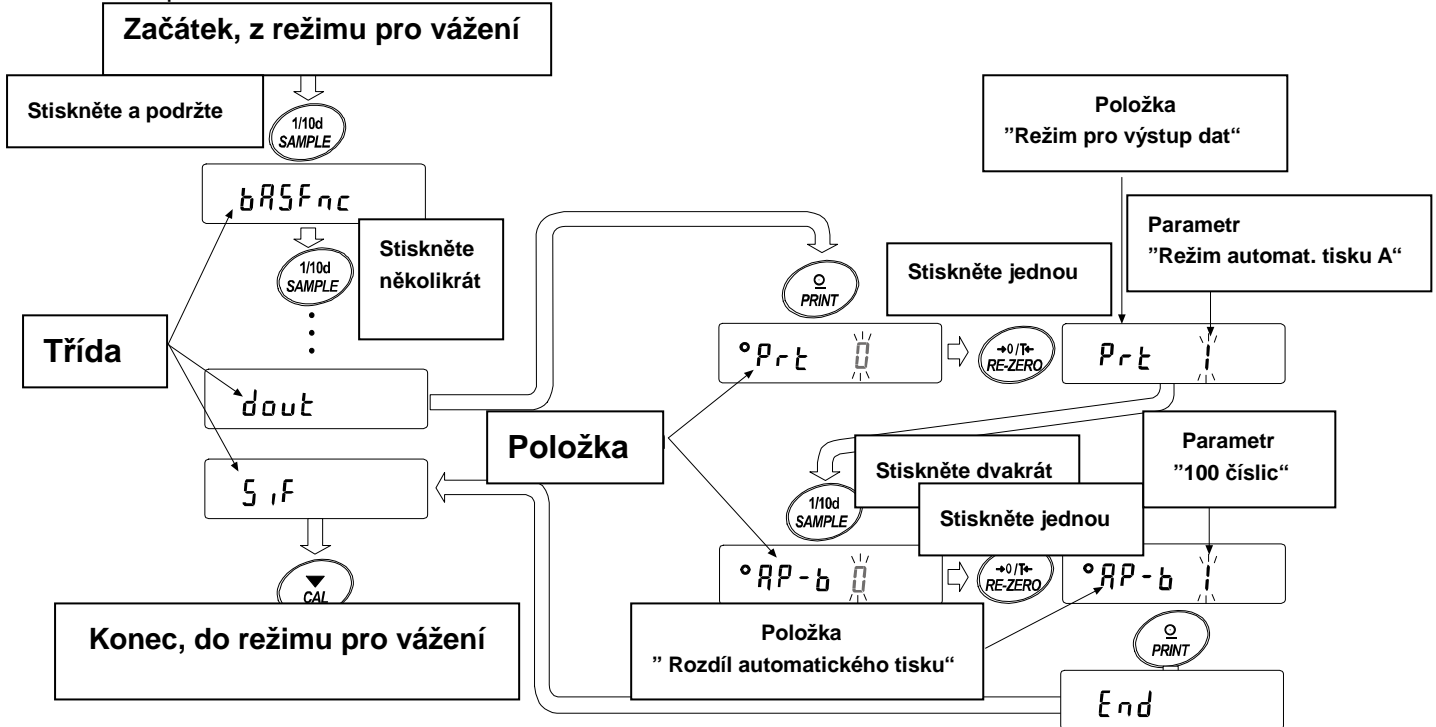 Začátek, z režimu pro vážení
Stiskněte a podržte
1/10d
SAMPLE
bASFnc
1/10d
SAMPLE
Stiskněte
několikrát
Třída
dout
SiF
CAL
Konec, do režimu pro vážení
PRINT
Prt 0
Stiskněte jednou
→0/T←
RE-ZERO
Položka
”Režim pro výstup dat“
Parametr
”Režim automat. tisku A“
Prt 1
Položka
Stiskněte dvakrát
1/10d
SAMPLE
Stiskněte jednou
Parametr
”100 číslic“
AP-b 0
→0/T←
RE-ZERO
AP-b 1
Položka
” Rozdíl automatického tisku“
PRINT
End